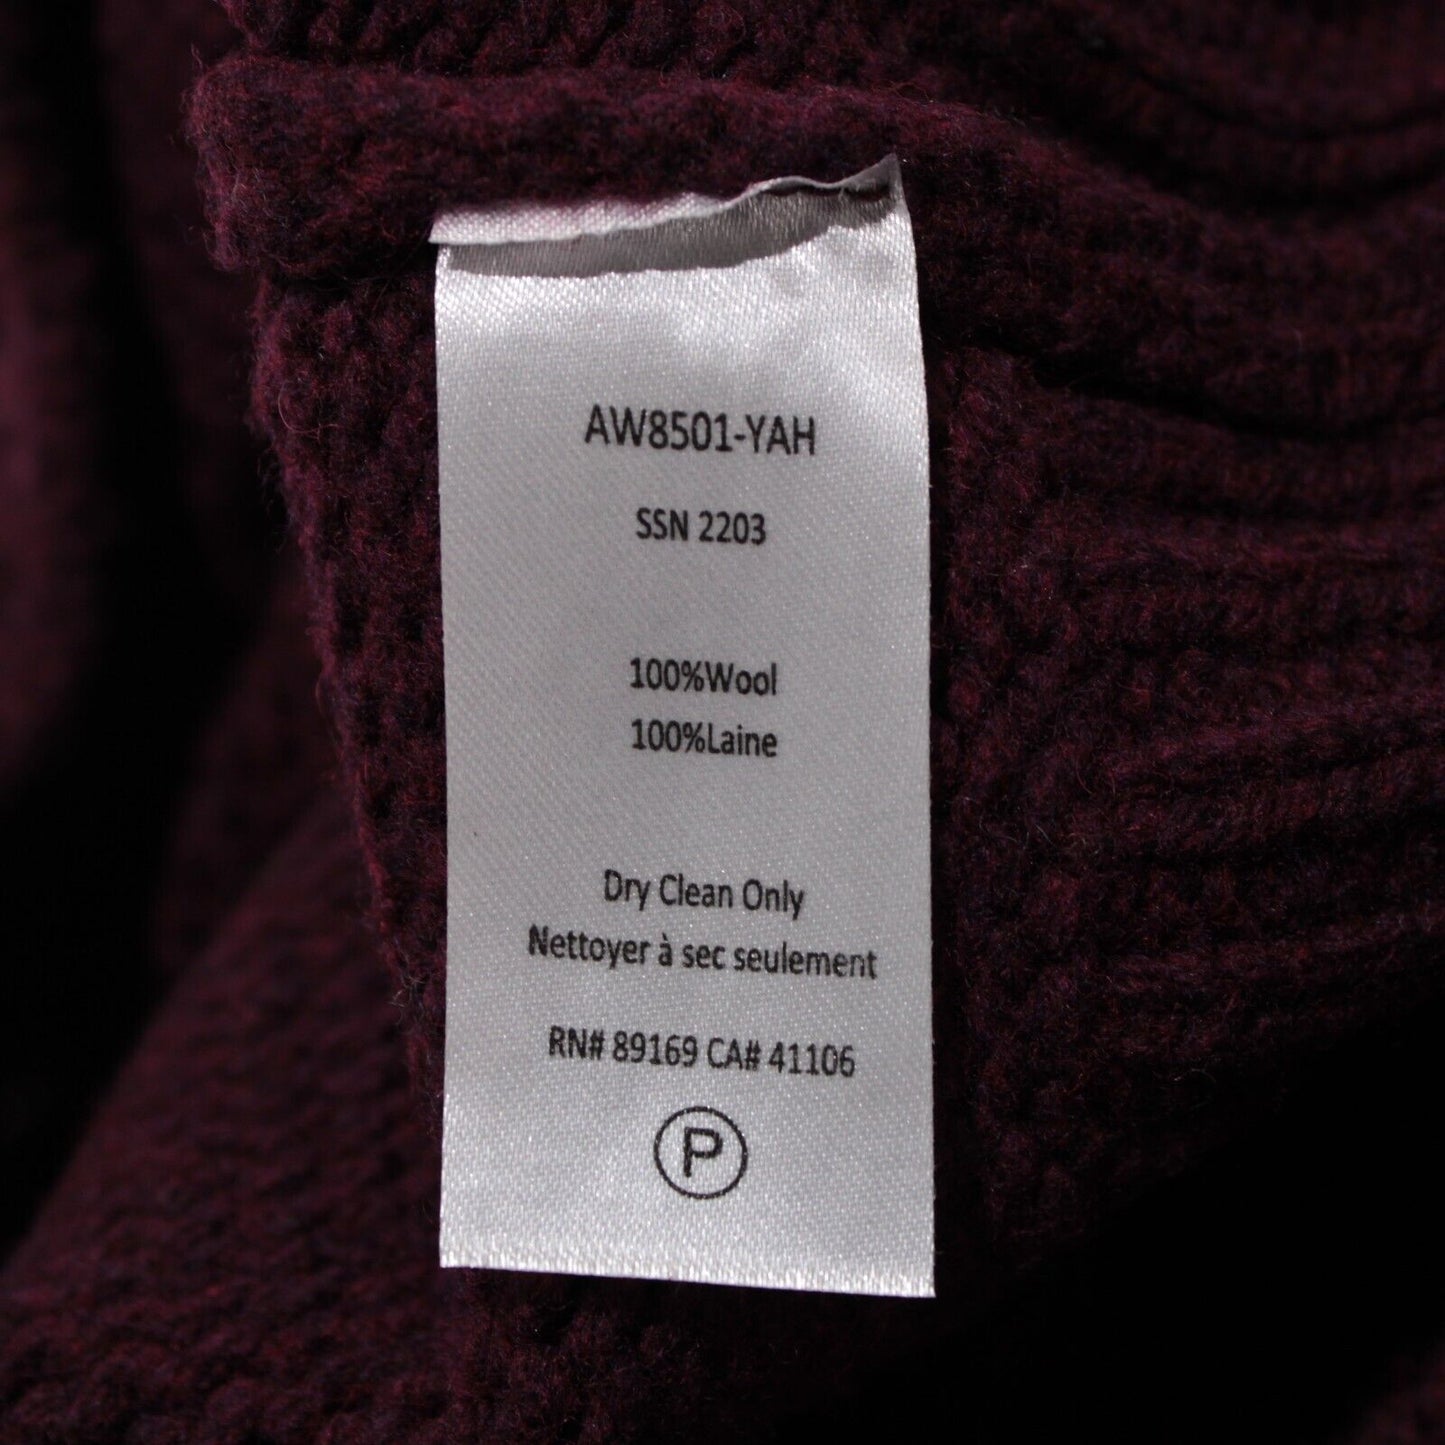 AW8501-YAH
SSN 2203
100%Wool
100%Laine
Dry Clean Only
Nettoyer à sec seulement
RN# 89169 CA# 41106
P